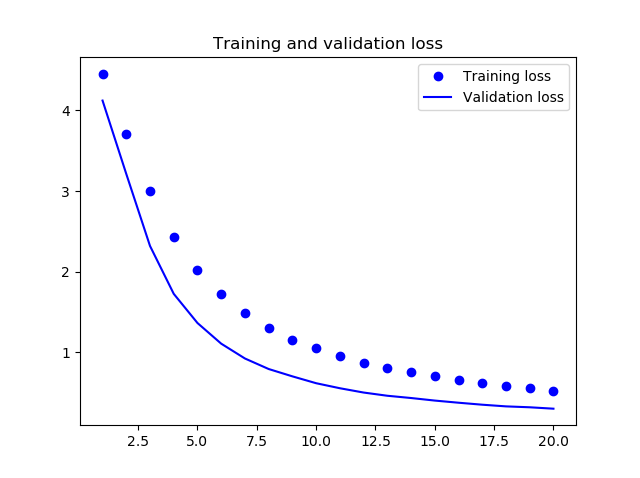 Training and validation loss
Training loss
Validation loss
4
3
2
1
2.5 5.0 7.5 10.0 12.5 15.0 17.5 20.0